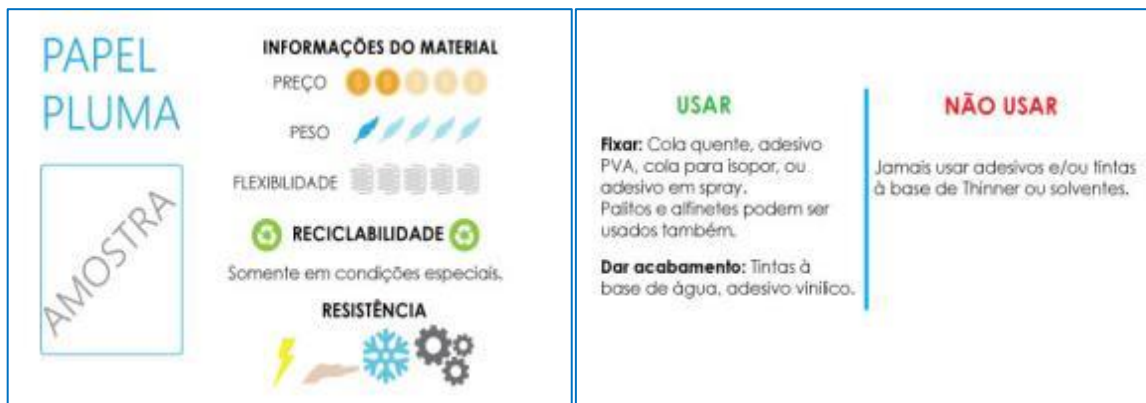 PAPEL
PLUMA
AMOSTRA
INFORMAÇÕES DO MATERIAL
PREÇO
PESO
FLEXIBILIDADE
RECICLABILIDADE
Somente em condições especiais.
RESISTÊNCIA
USAR
Fixar: Cola quente, adesivo
PVA, cola para isopor, ou
adesivo em spray.
Palitos e alfinetes podem ser
usados também.
Dar acabamento: Tintas à
base de água, adesivo vinílico.
NÃO USAR
Jamais usar adesivos e/ou tintas
à base de Thinner ou solventes.